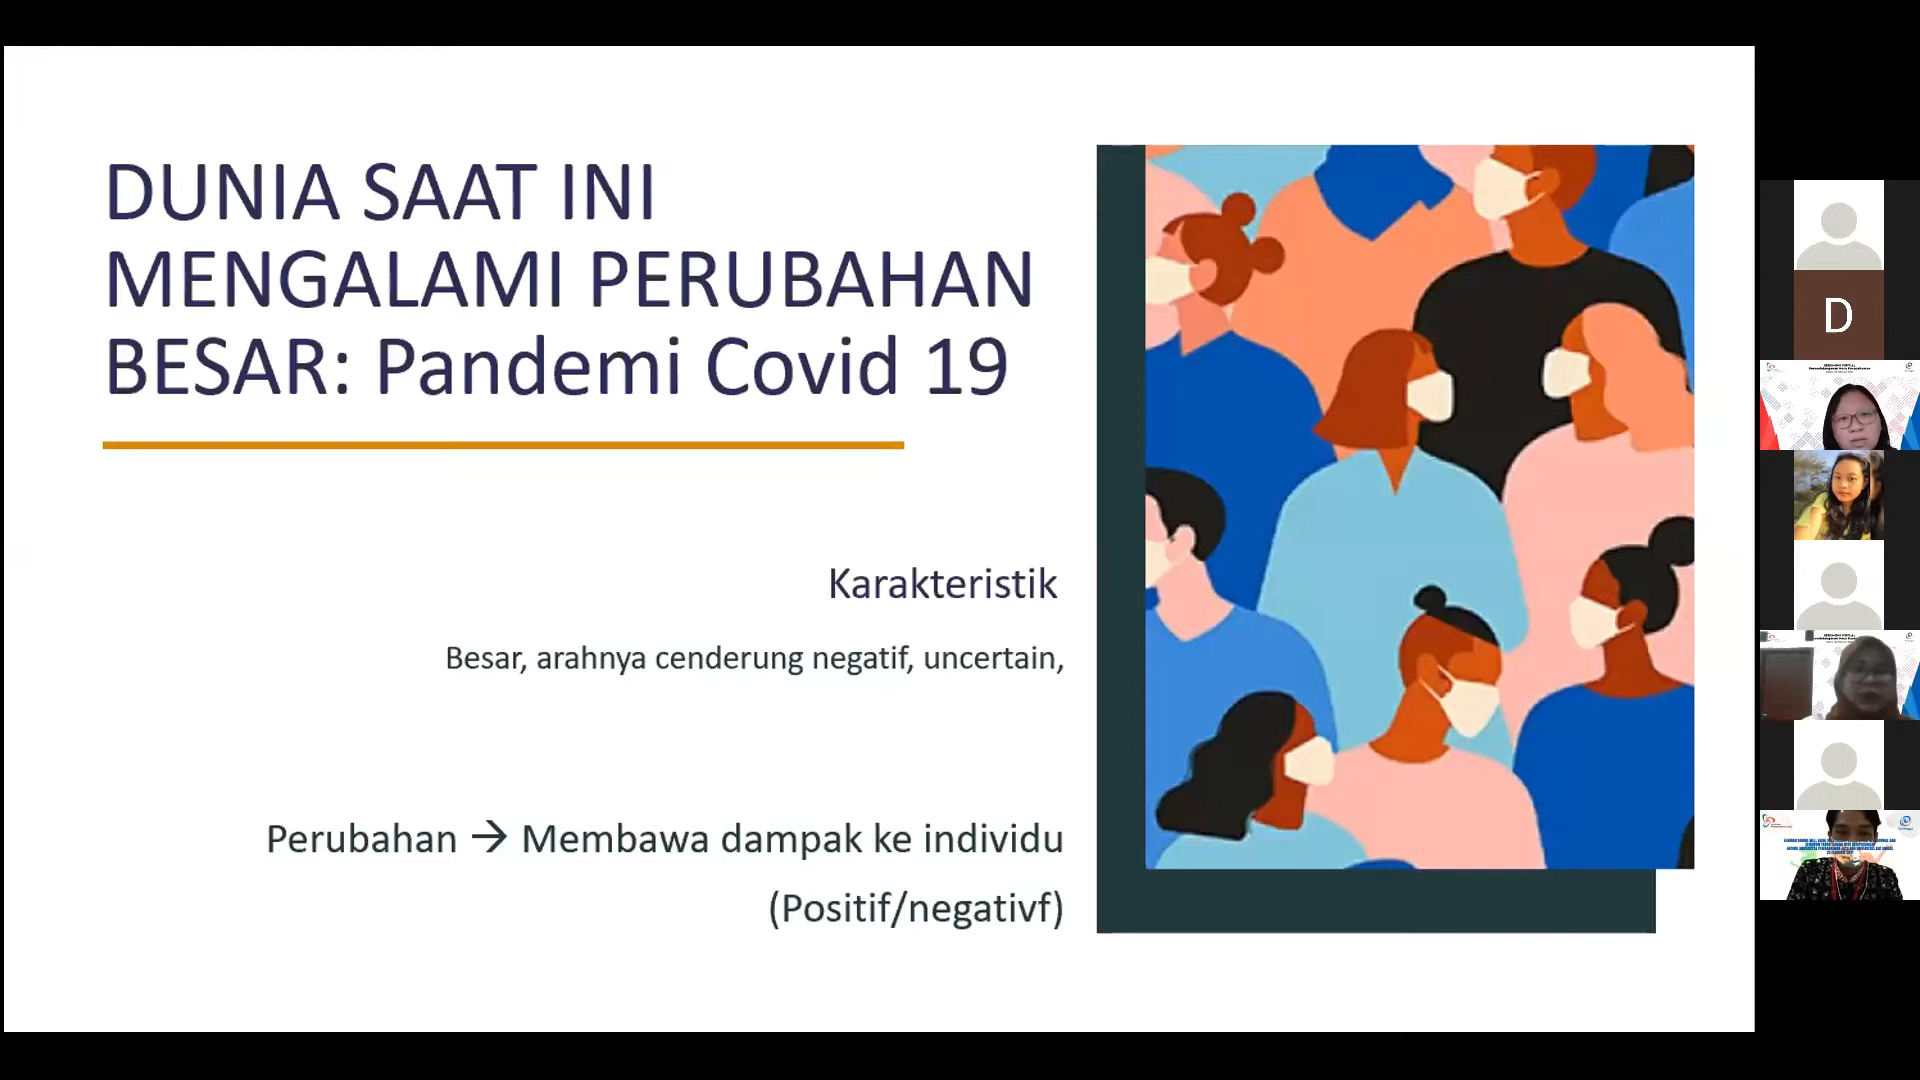 DUNIA SAAT INI
MENGALAMI PERUBAHAN
BESAR: Pandemi Covid 19
Karakteristik
Besar, arahnya cenderung negatif, uncertain,
Perubahan → Membawa dampak ke individu
(Positif/negativf)
D